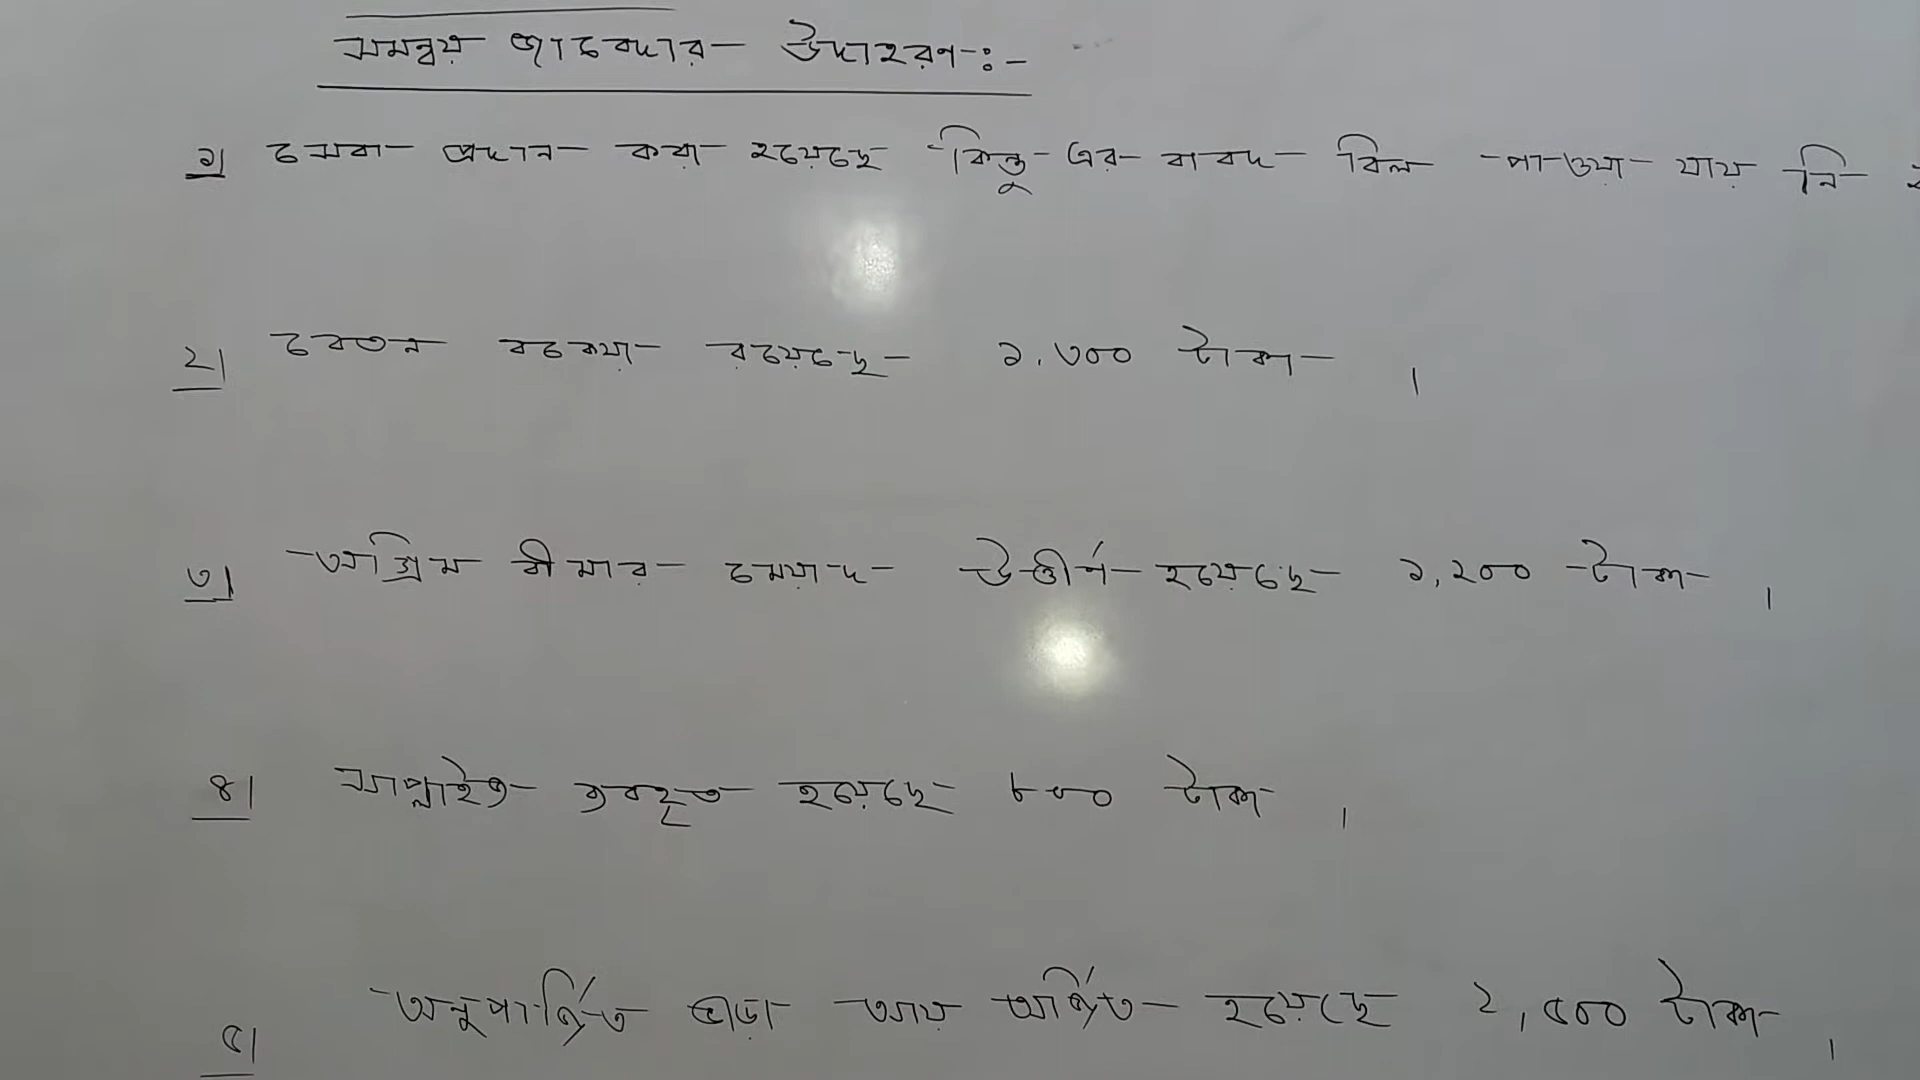 সমন্বয় জাবেদার উদাহরণ :-
১। সেবা প্রদান করা হয়েছে কিন্তু এর বাবদ বিল পাওয়া যায় নি
২। বেতন বকেয়া রয়েছে ১,৩০০ টাকা ।
৩। অগ্রিম বীমার মেয়াদ উত্তীর্ণ হয়েছে ১,২০০ টাকা ।
৪। সাপ্লাইজ ব্যবহৃত হয়েছে ৮০০ টাকা ।
৫। অনুপার্জিত ভাড়া আয় অর্জিত হয়েছে ২,৫০০ টাকা ।